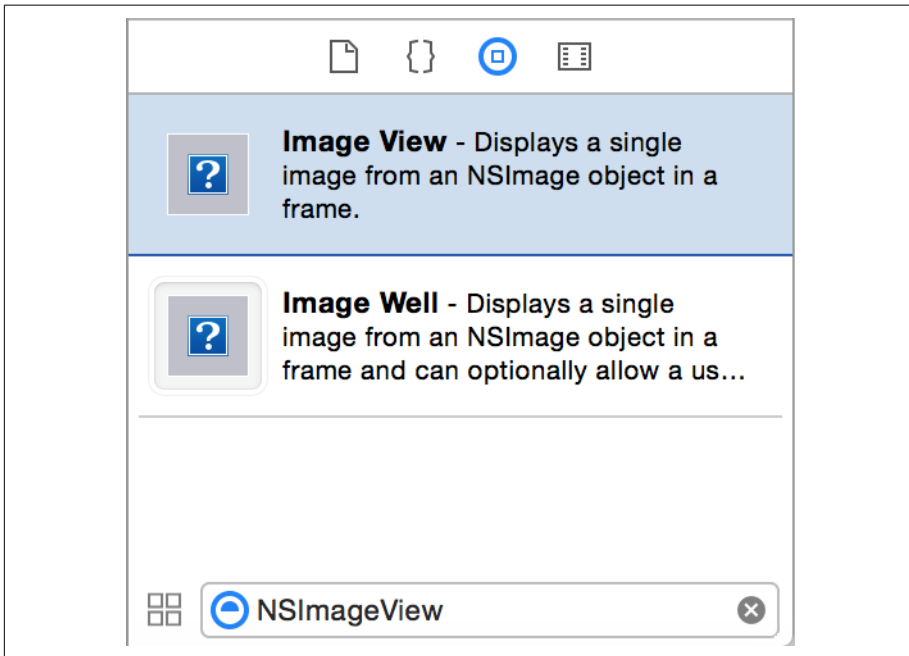 Image View - Displays a single
image from an NSImage object in a
frame.
Image Well - Displays a single
image from an NSImage object in a
frame and can optionally allow a us...
NSImageView